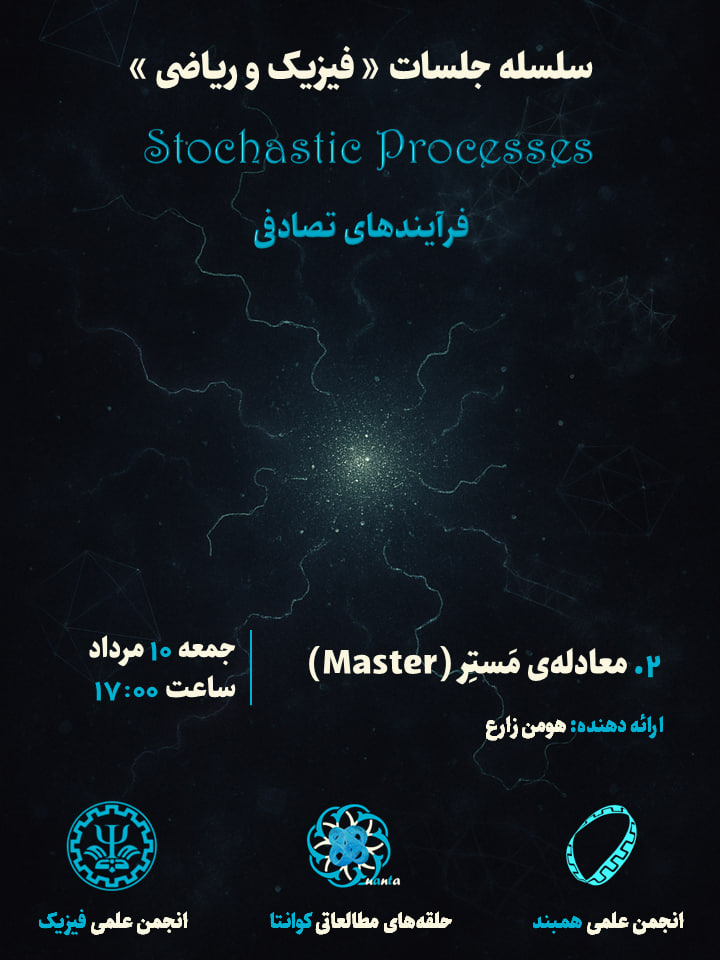 سلسله جلسات « فیزیک و ریاضی »
Stochastic Processes
فرآیندهای تصادفی
۲. معادله‌ی مَستِر (Master)
ارائه دهنده: هومن زارع
جمعه ۱۰ مرداد
ساعت ۱۷:۰۰
uanta
انجمن علمی همبند
حلقه‌های مطالعاتی کوانتا
انجمن علمی فیزیک